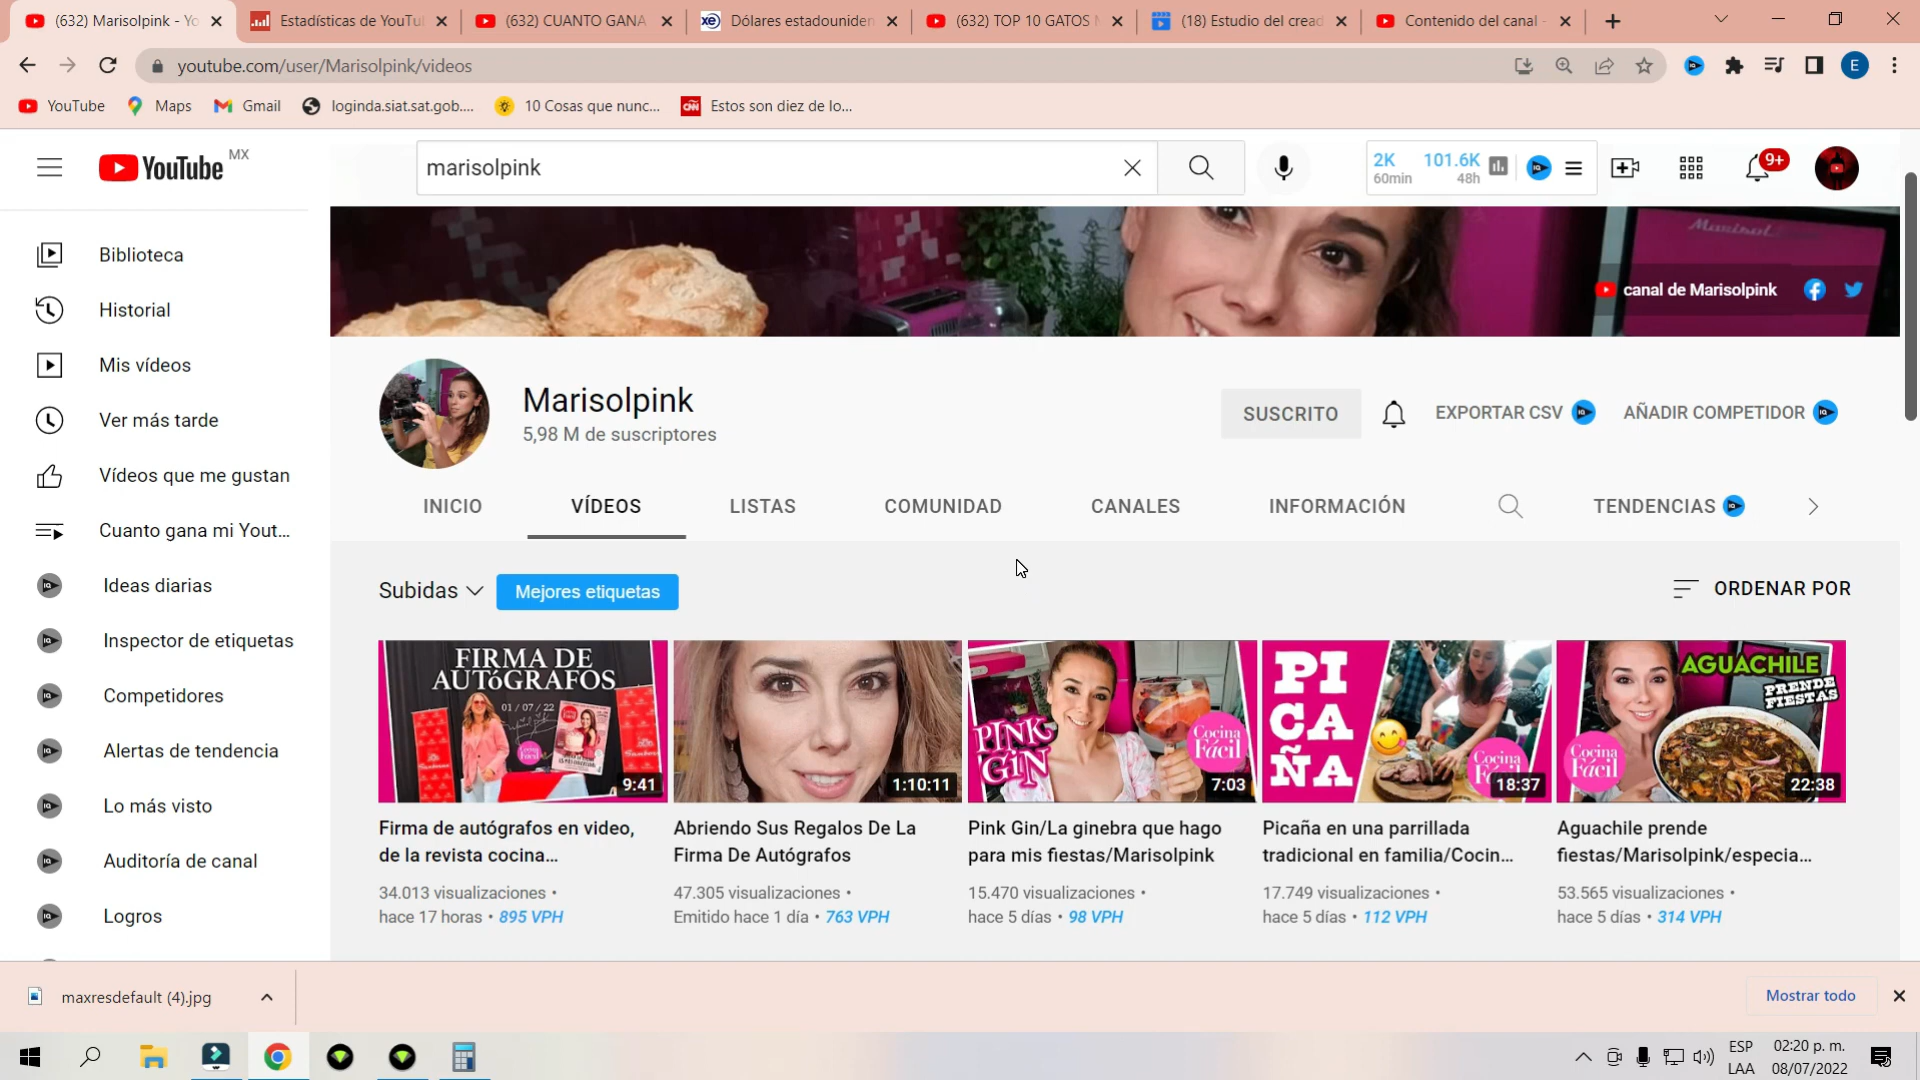 (632) Marisolpink - Yo
Estadísticas de YouTu
(632) CUANTO GANA
Dólares estadouniden
(632) TOP 10 GATOS
(18) Estudio del cread
Contenido del canal -
youtube.com/user/Marisolpink/videos
E
YouTube
Maps
Gmail
loginda.siat.sat.gob....
10 Cosas que nunc...
Estos son diez de lo...
YouTube MX
marisolpink
2K
60min
101.6K
48h
9+
Biblioteca
Historial
Mis vídeos
Ver más tarde
Vídeos que me gustan
Cuanto gana mi Yout...
Ideas diarias
Inspector de etiquetas
Competidores
Alertas de tendencia
Lo más visto
Auditoría de canal
Logros
Marisol
canal de Marisolpink
Marisolpink
5,98 M de suscriptores
SUSCRITO
EXPORTAR CSV
AÑADIR COMPETIDOR
INICIO
VÍDEOS
LISTAS
COMUNIDAD
CANALES
INFORMACIÓN
TENDENCIAS
Subidas
Mejores etiquetas
ORDENAR POR
FIRMA DE
AUTóGRAFOS
01/07/22
9:41
1:10:11
PINK
GiN
Cocina
Fácil
7:03
PI
CA
ÑA
Cocina
Fácil
18:37
AGUACHILE
PRENDE
FIESTAS
Cocina
Fácil
22:38
Firma de autógrafos en video,
de la revista cocina...
34.013 visualizaciones •
hace 17 horas • 895 VPH
Abriendo Sus Regalos De La
Firma De Autógrafos
47.305 visualizaciones •
Emitido hace 1 día • 763 VPH
Pink Gin/La ginebra que hago
para mis fiestas/Marisolpink
15.470 visualizaciones •
hace 5 días • 98 VPH
Picaña en una parrillada
tradicional en familia/Cocin...
17.749 visualizaciones •
hace 5 días • 112 VPH
Aguachile prende
fiestas/Marisolpink/especia...
53.565 visualizaciones •
hace 5 días • 314 VPH
maxresdefault (4).jpg
Mostrar todo
ESP
LAA
02:20 p. m.
08/07/2022